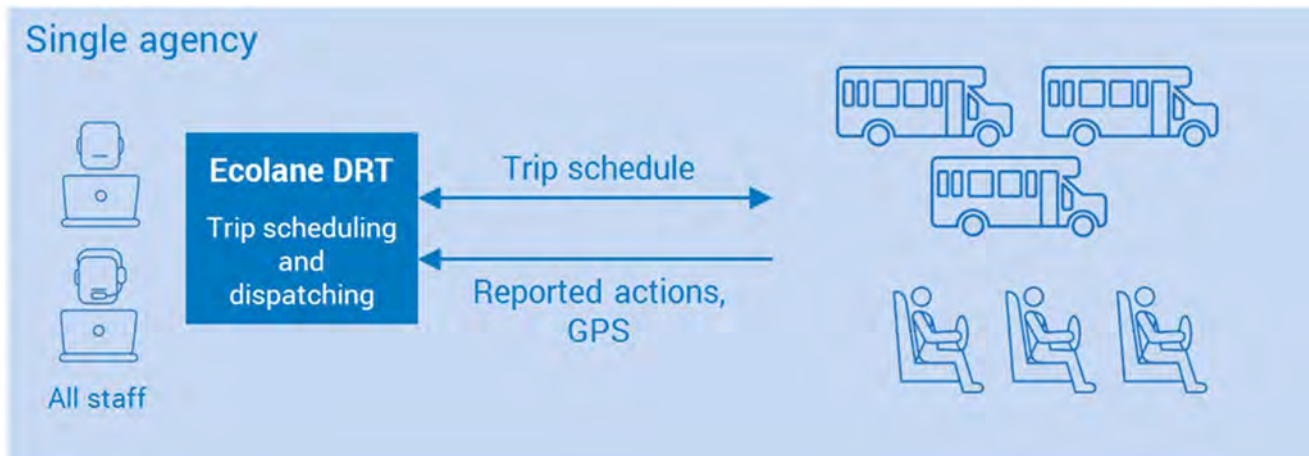 Single agency
Ecolane DRT
Trip scheduling
and
dispatching
Trip schedule
Reported actions,
GPS
All staff